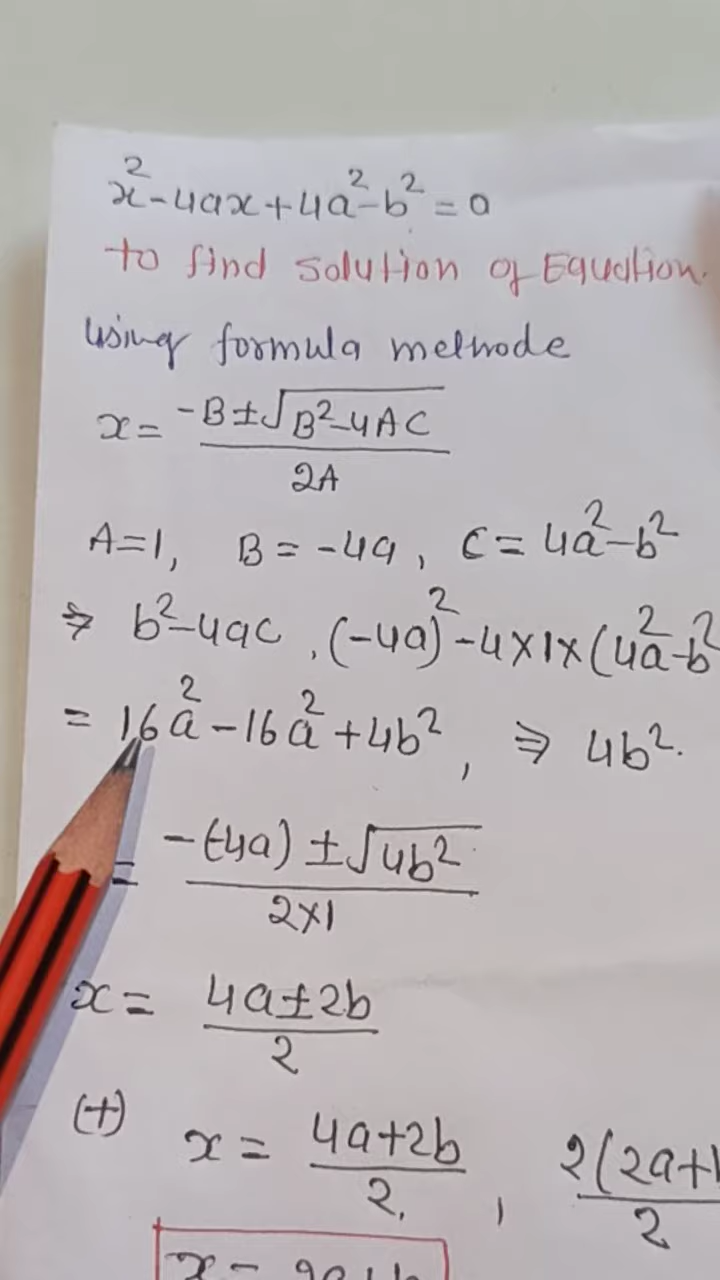 x² - 4ax + 4a² - b² = 0
to find solution of Equation.
using formula methode
x = -B ± √B² - 4AC / 2A
A = 1, B = -4a, C = 4a² - b²
⇒ b² - 4ac, (-4a)² - 4 × 1 × (4a² - b²
= 16a² - 16a² + 4b², ⇒ 4b².
= -(-4a) ± √4b² / 2×1
x = 4a ± 2b / 2
(+) x = 4a + 2b / 2, 2(2a + / 2
x =